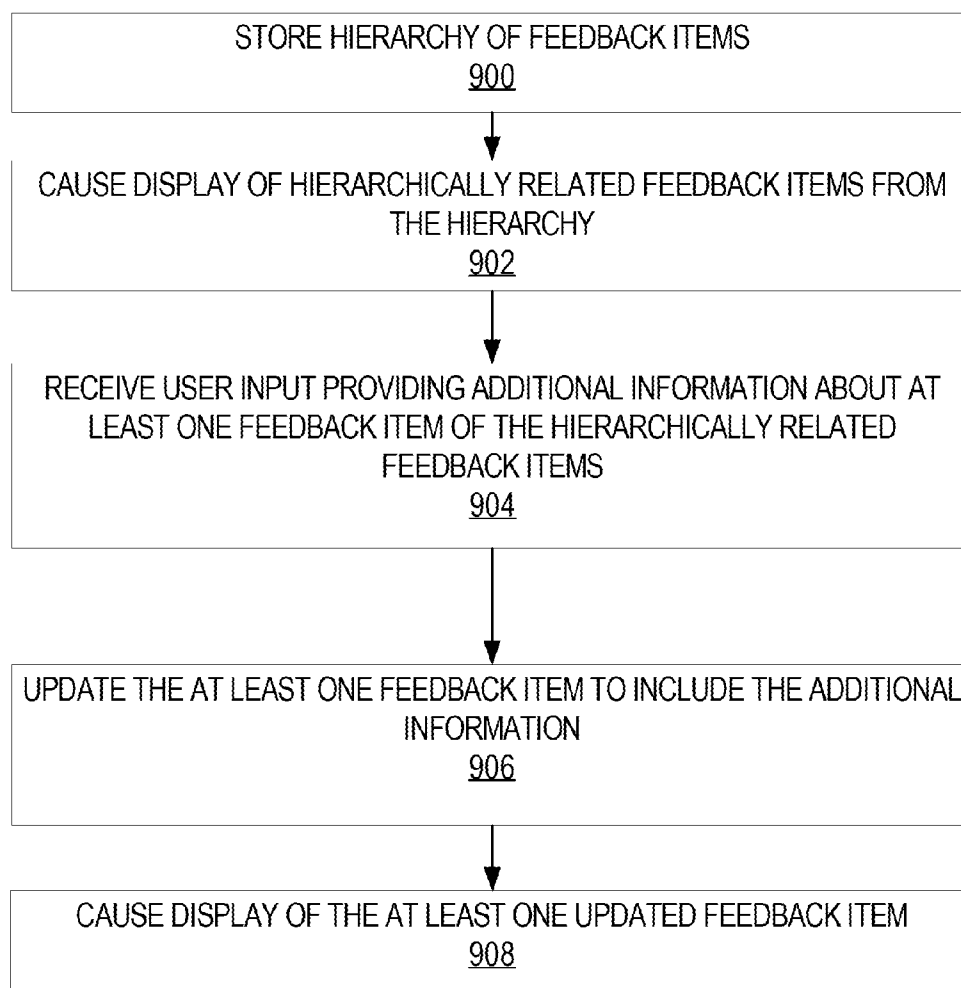 STORE HIERARCHY OF FEEDBACK ITEMS
900
CAUSE DISPLAY OF HIERARCHICALLY RELATED FEEDBACK ITEMS FROM
THE HIERARCHY
902
RECEIVE USER INPUT PROVIDING ADDITIONAL INFORMATION ABOUT AT
LEAST ONE FEEDBACK ITEM OF THE HIERARCHICALLY RELATED
FEEDBACK ITEMS
904
UPDATE THE AT LEAST ONE FEEDBACK ITEM TO INCLUDE THE ADDITIONAL
INFORMATION
906
CAUSE DISPLAY OF THE AT LEAST ONE UPDATED FEEDBACK ITEM
908